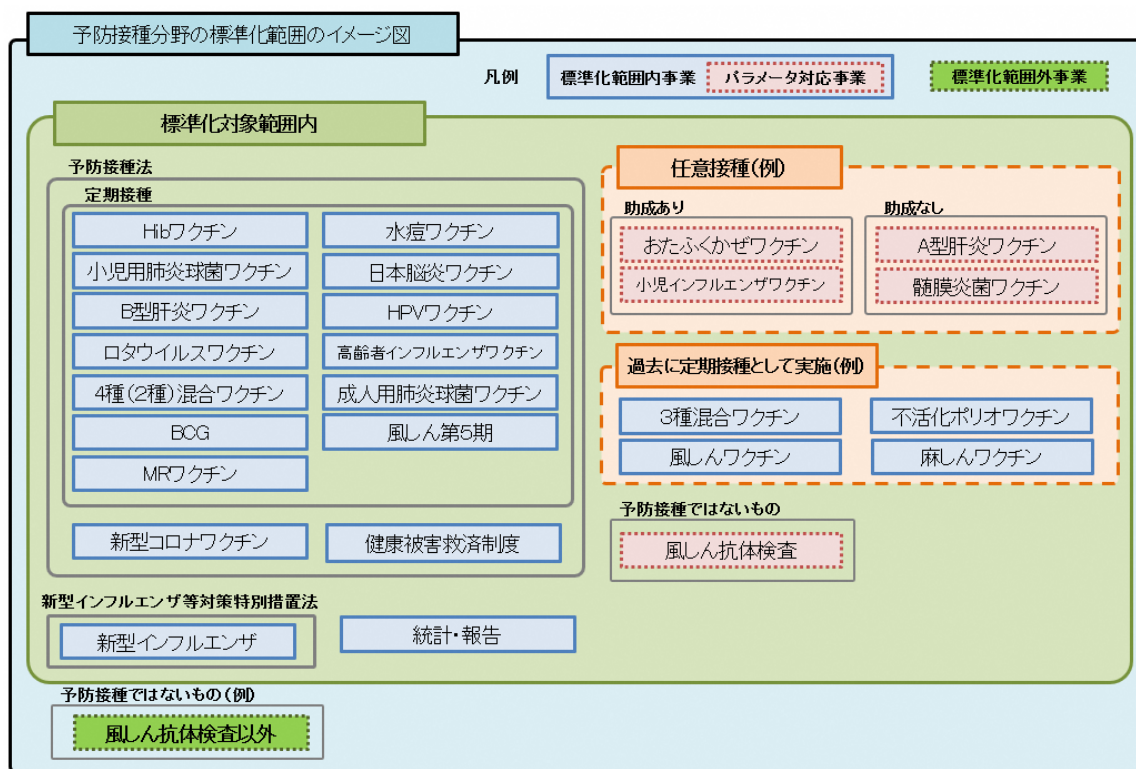 予防接種分野の標準化範囲のイメージ図
凡例
標準化範囲内事業
パラメータ対応事業
標準化範囲外事業
標準化対象範囲内
予防接種法
定期接種
Hibワクチン
水痘ワクチン
小児用肺炎球菌ワクチン
日本脳炎ワクチン
B型肝炎ワクチン
HPVワクチン
ロタウイルスワクチン
高齢者インフルエンザワクチン
4種(2種)混合ワクチン
成人用肺炎球菌ワクチン
BCG
風しん第5期
MRワクチン
新型コロナワクチン
健康被害救済制度
新型インフルエンザ等対策特別措置法
新型インフルエンザ
統計・報告
任意接種(例)
助成あり
おたふくかぜワクチン
小児インフルエンザワクチン
助成なし
A型肝炎ワクチン
髄膜炎菌ワクチン
過去に定期接種として実施(例)
3種混合ワクチン
不活化ポリオワクチン
風しんワクチン
麻しんワクチン
予防接種ではないもの
風しん抗体検査
予防接種ではないもの(例)
風しん抗体検査以外